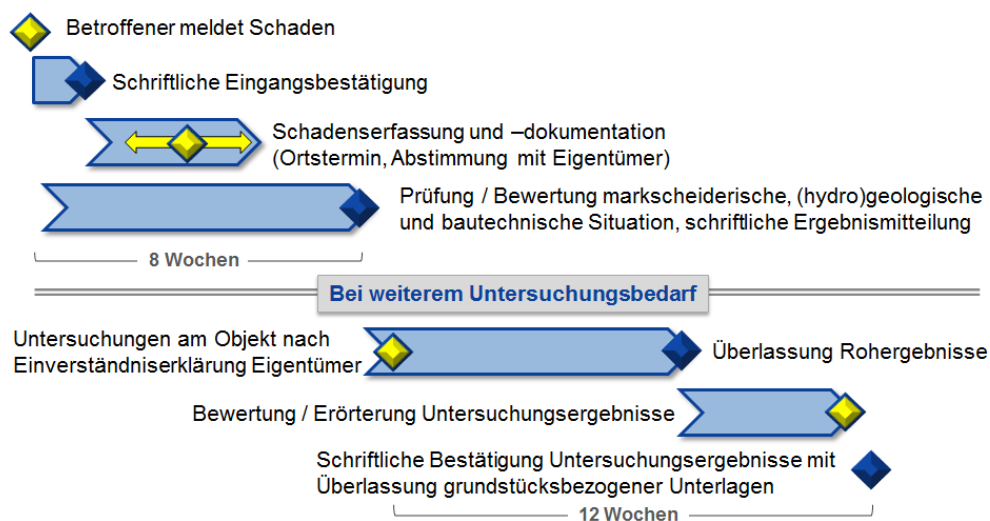 Betroffener meldet Schaden
Schriftliche Eingangsbestätigung
Schadenserfassung und –dokumentation
(Ortstermin, Abstimmung mit Eigentümer)
Prüfung / Bewertung markscheiderische, (hydro)geologische
und bautechnische Situation, schriftliche Ergebnismitteilung
8 Wochen
Bei weiterem Untersuchungsbedarf
Untersuchungen am Objekt nach
Einverständniserklärung Eigentümer
Überlassung Rohergebnisse
Bewertung / Erörterung Untersuchungsergebnisse
Schriftliche Bestätigung Untersuchungsergebnisse mit
Überlassung grundstücksbezogener Unterlagen
12 Wochen